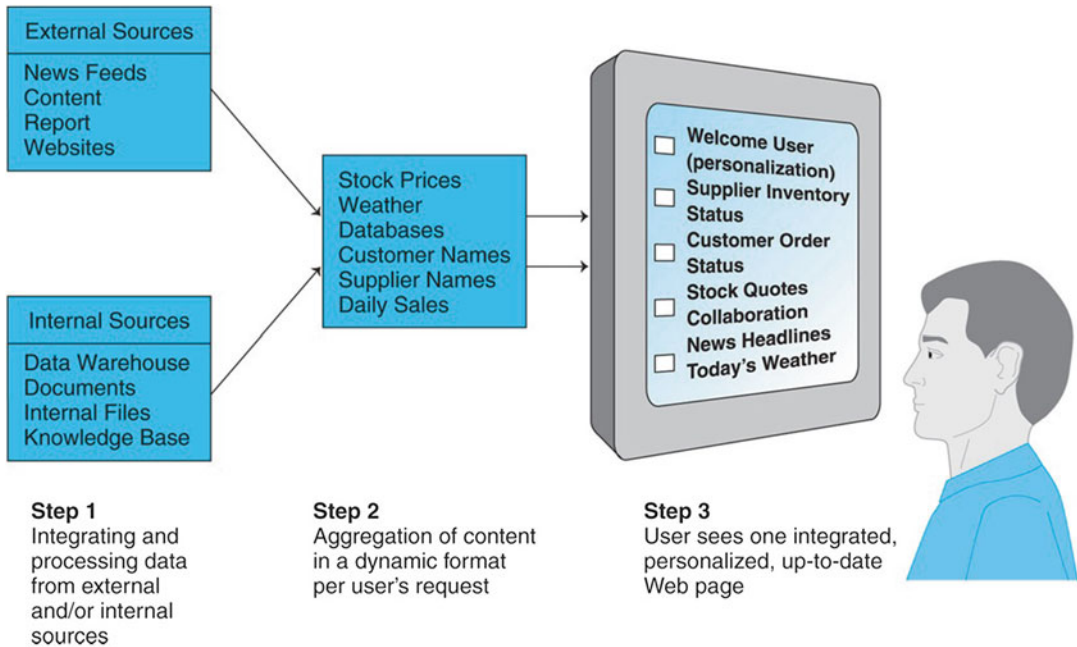 External Sources
News Feeds
Content
Report
Websites
Internal Sources
Data Warehouse
Documents
Internal Files
Knowledge Base
Stock Prices
Weather
Databases
Customer Names
Supplier Names
Daily Sales
Welcome User
(personalization)
Supplier Inventory
Status
Customer Order
Status
Stock Quotes
Collaboration
News Headlines
Today's Weather
Step 1
Integrating and
processing data
from external
and/or internal
sources
Step 2
Aggregation of content
in a dynamic format
per user's request
Step 3
User sees one integrated,
personalized, up-to-date
Web page